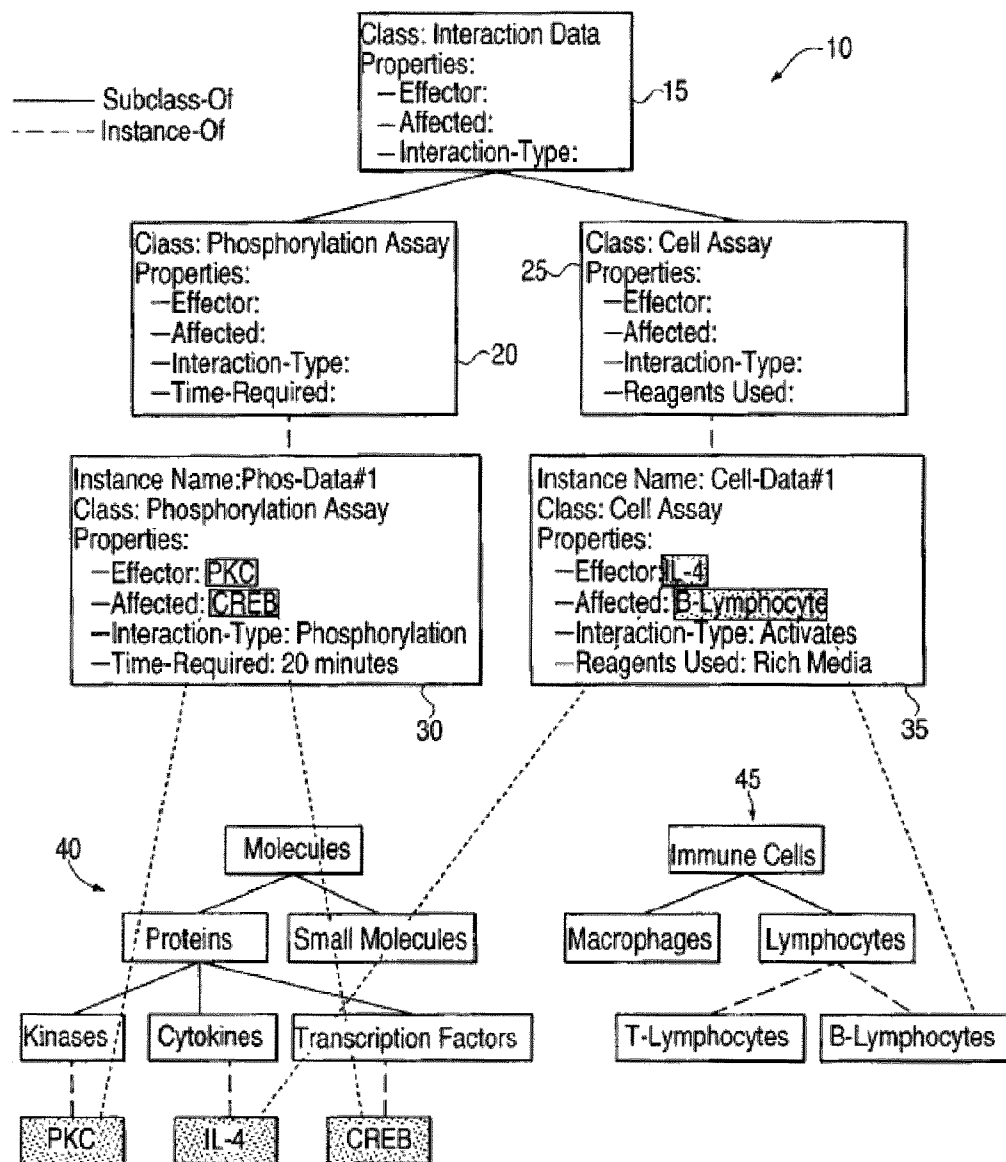 Class: Interaction Data
Properties:
—Effector:
—Affected:
—Interaction-Type:
10
15
Subclass-Of
Instance-Of
Class: Phosphorylation Assay
Properties:
—Effector:
—Affected:
—Interaction-Type:
—Time-Required:
20
25
Class: Cell Assay
Properties:
—Effector:
—Affected:
—Interaction-Type:
—Reagents Used:
Instance Name:Phos-Data#1
Class: Phosphorylation Assay
Properties:
—Effector: PKC
—Affected: CREB
—Interaction-Type: Phosphorylation
—Time-Required: 20 minutes
30
Instance Name: Cell-Data#1
Class: Cell Assay
Properties:
—Effector: IL-4
—Affected: B-Lymphocyte
—Interaction-Type: Activates
—Reagents Used: Rich Media
35
40
Molecules
Proteins
Small Molecules
Kinases
Cytokines
Transcription Factors
PKC
IL-4
CREB
45
Immune Cells
Macrophages
Lymphocytes
T-Lymphocytes
B-Lymphocytes